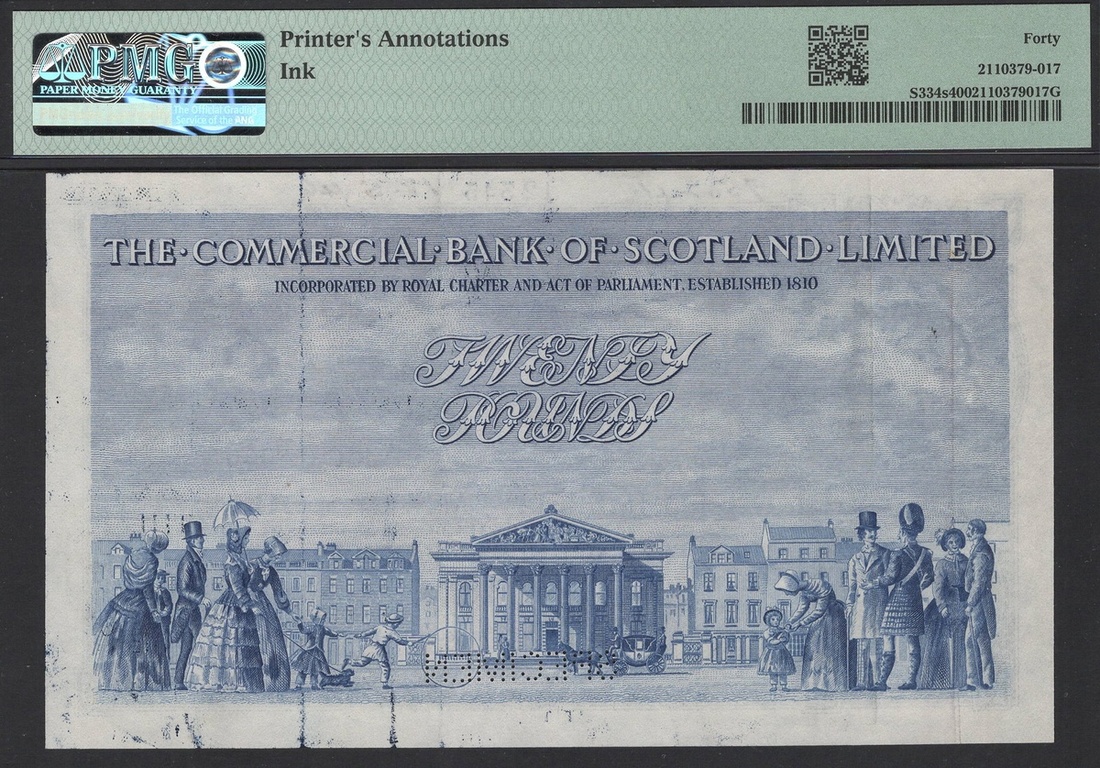 PMG
PAPER MONEY GUARANTY
The Official Grading
Service of the PNG
Printer's Annotations
Ink
Forty
2110379-017
S334s4002110379017G
THE·COMMERCIAL·BANK·OF·SCOTLAND·LIMITED
INCORPORATED BY ROYAL CHARTER AND ACT OF PARLIAMENT. ESTABLISHED 1810
TWENTY
POUNDS